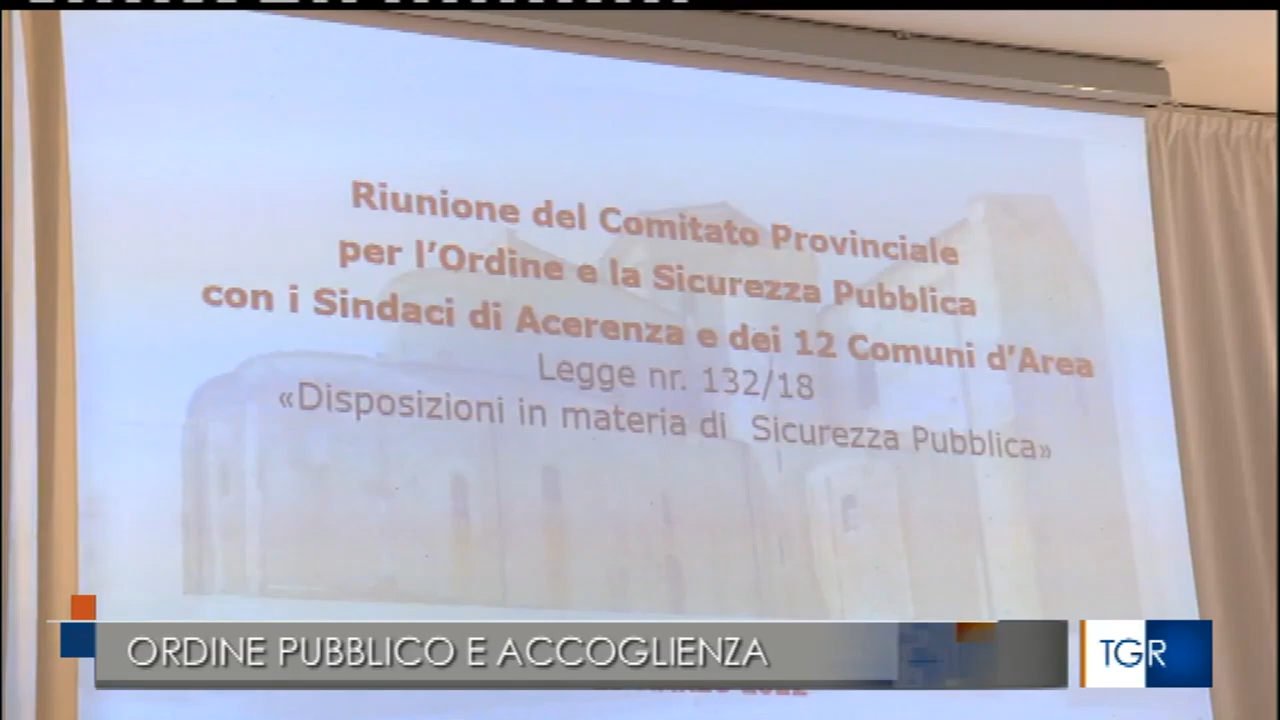 Riunione del Comitato Provinciale
per l'Ordine e la Sicurezza Pubblica
con i Sindaci di Acerenza e dei 12 Comuni d'Area
Legge nr. 132/18
«Disposizioni in materia di Sicurezza Pubblica»
ORDINE PUBBLICO E ACCOGLIENZA
TGR